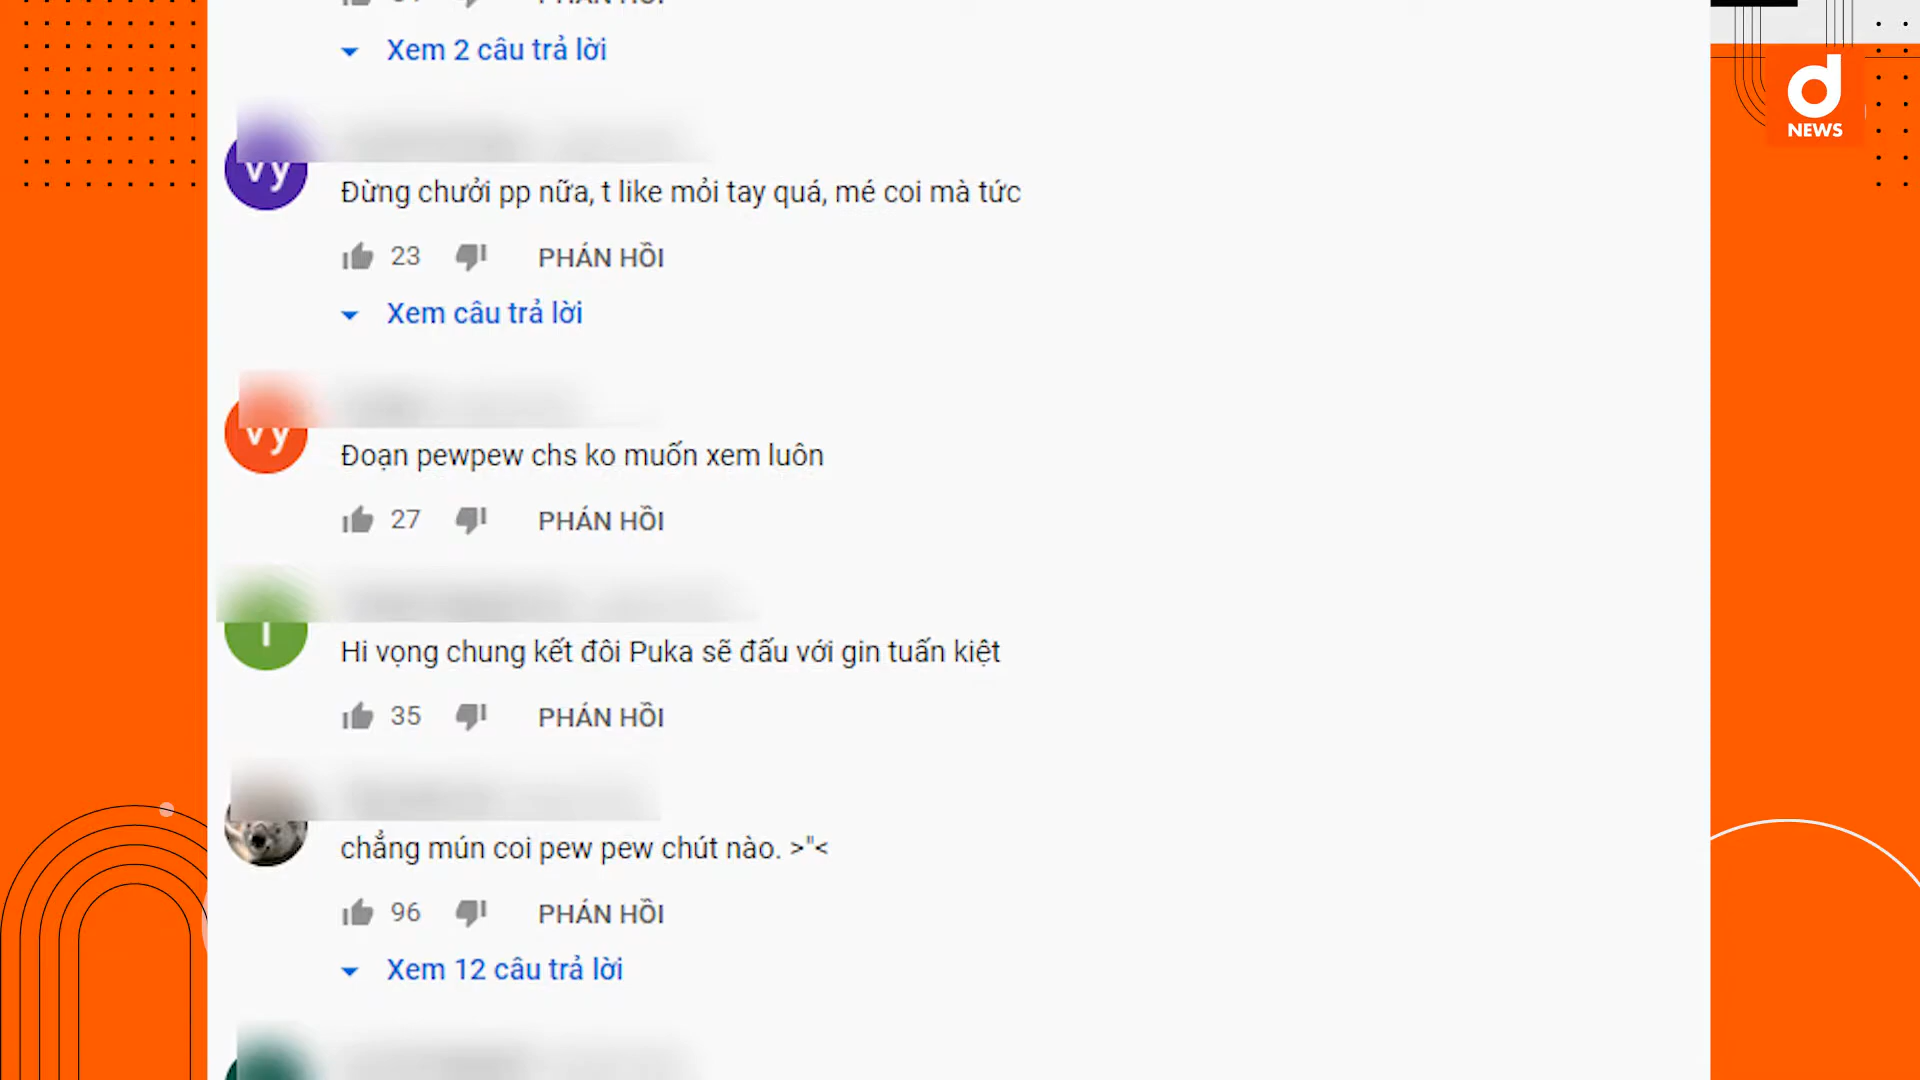 Xem 2 câu trả lời
d
NEWS
vy
Đừng chưởi pp nữa, t like mỏi tay quá, mé coi mà tức
23 PHẢN HỒI
Xem câu trả lời
vy
Đoạn pewpew chs ko muốn xem luôn
27 PHẢN HỒI
Hi vọng chung kết đôi Puka sẽ đấu với gin tuấn kiệt
35 PHẢN HỒI
chẳng mún coi pew pew chút nào. >"<
96 PHẢN HỒI
Xem 12 câu trả lời